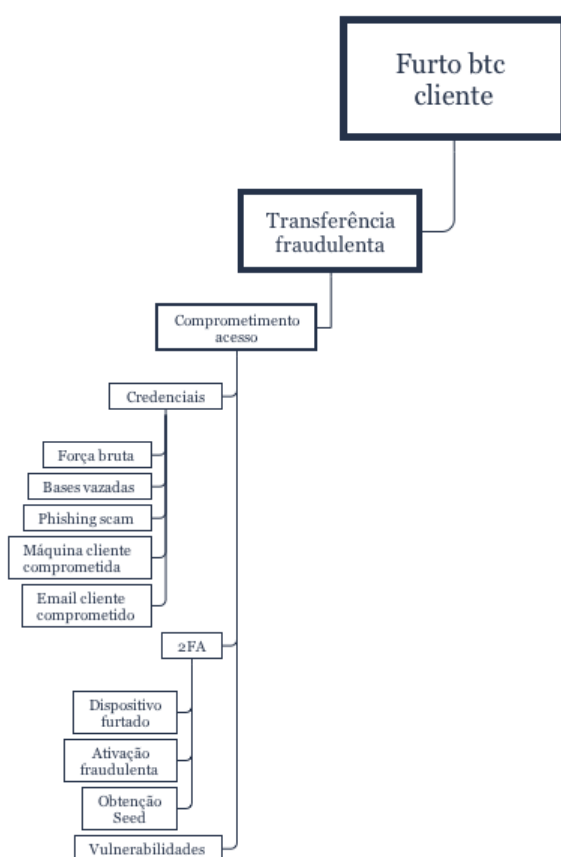 Furto btc
cliente
Transferência
fraudulenta
Comprometimento
acesso
Credenciais
Força bruta
Bases vazadas
Phishing scam
Máquina cliente
comprometida
Email cliente
comprometido
2FA
Dispositivo
furtado
Ativação
fraudulenta
Obtenção
Seed
Vulnerabilidades